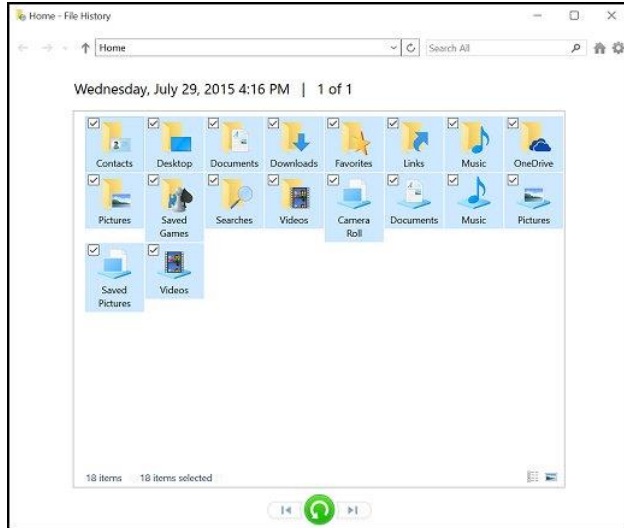 Home - File History
Home
Search All
Wednesday, July 29, 2015 4:16 PM | 1 of 1
Contacts Desktop Documents Downloads Favorites Links Music OneDrive
Pictures Saved Games Searches Videos Camera Roll Documents Music Pictures
Saved Pictures Videos
18 items 18 items selected